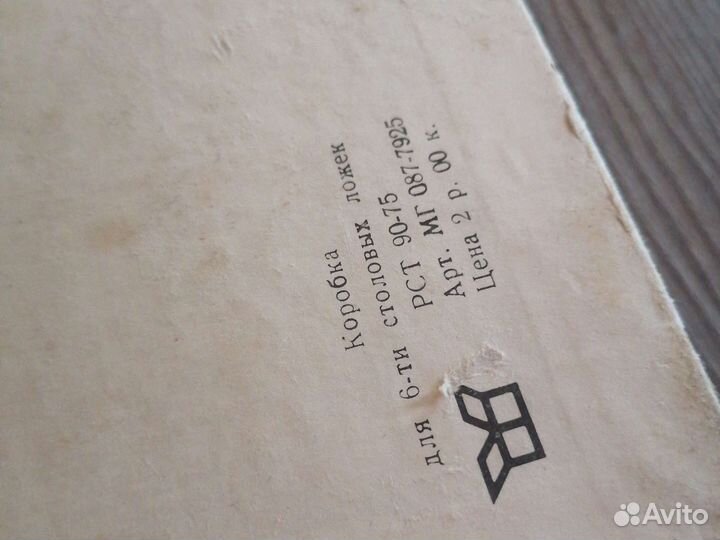 Коробка
для 6-ти столовых ложек
РСТ 90-75
Арт. МГ 087-7925
Цена 2 р. 00 к.
Avito